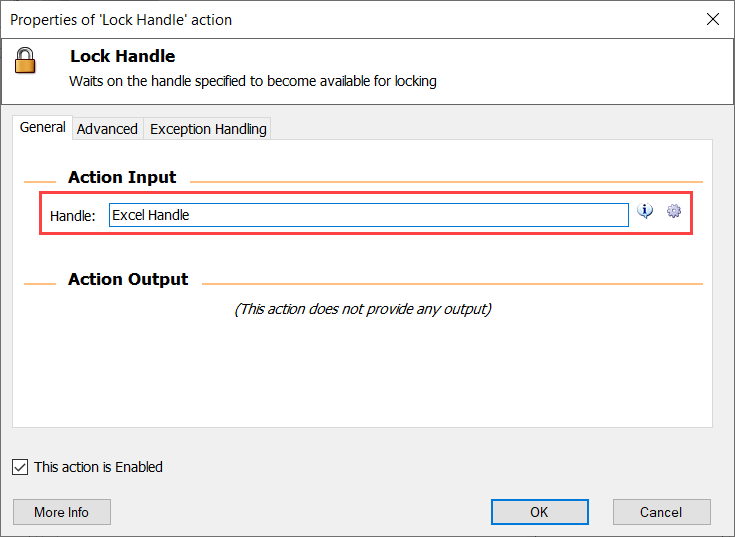 Properties of 'Lock Handle' action
Lock Handle
Waits on the handle specified to become available for locking
General Advanced Exception Handling
Action Input
Handle: Excel Handle
Action Output
(This action does not provide any output)
This action is Enabled
More Info OK Cancel